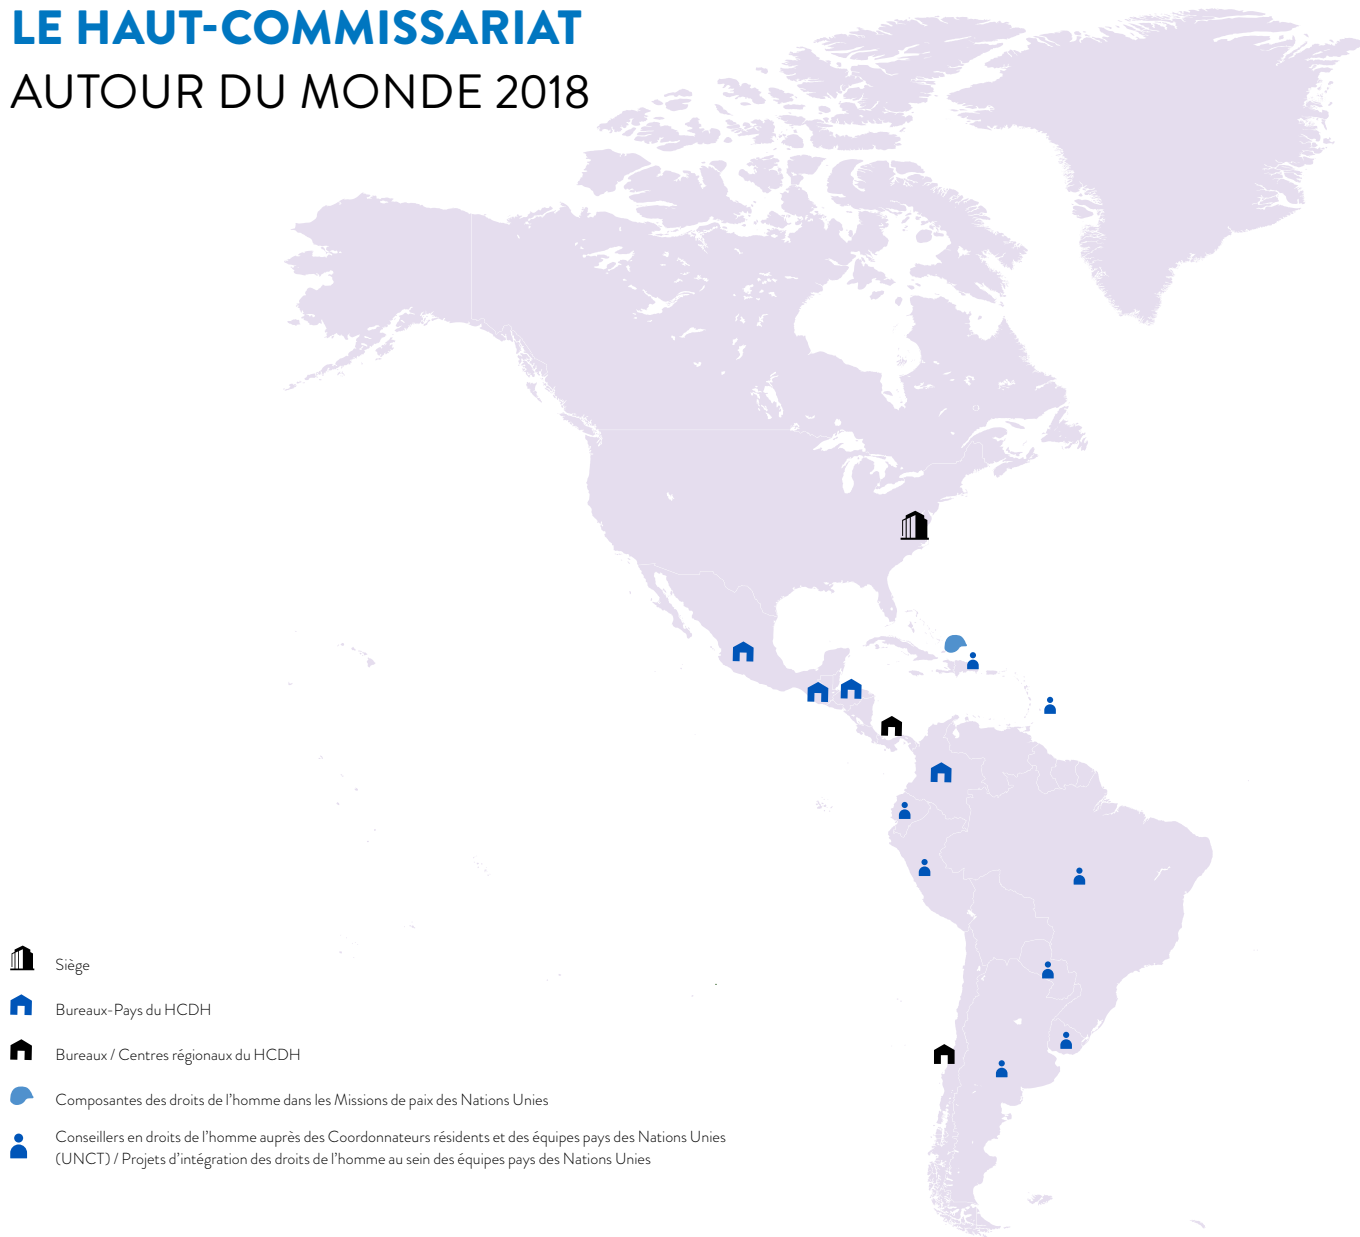 LE HAUT-COMMISSARIAT
AUTOUR DU MONDE 2018
Siège
Bureaux-Pays du HCDH
Bureaux / Centres régionaux du HCDH
Composantes des droits de l'homme dans les Missions de paix des Nations Unies
Conseillers en droits de l'homme auprès des Coordonnateurs résidents et des équipes pays des Nations Unies
(UNCT) / Projets d'intégration des droits de l'homme au sein des équipes pays des Nations Unies